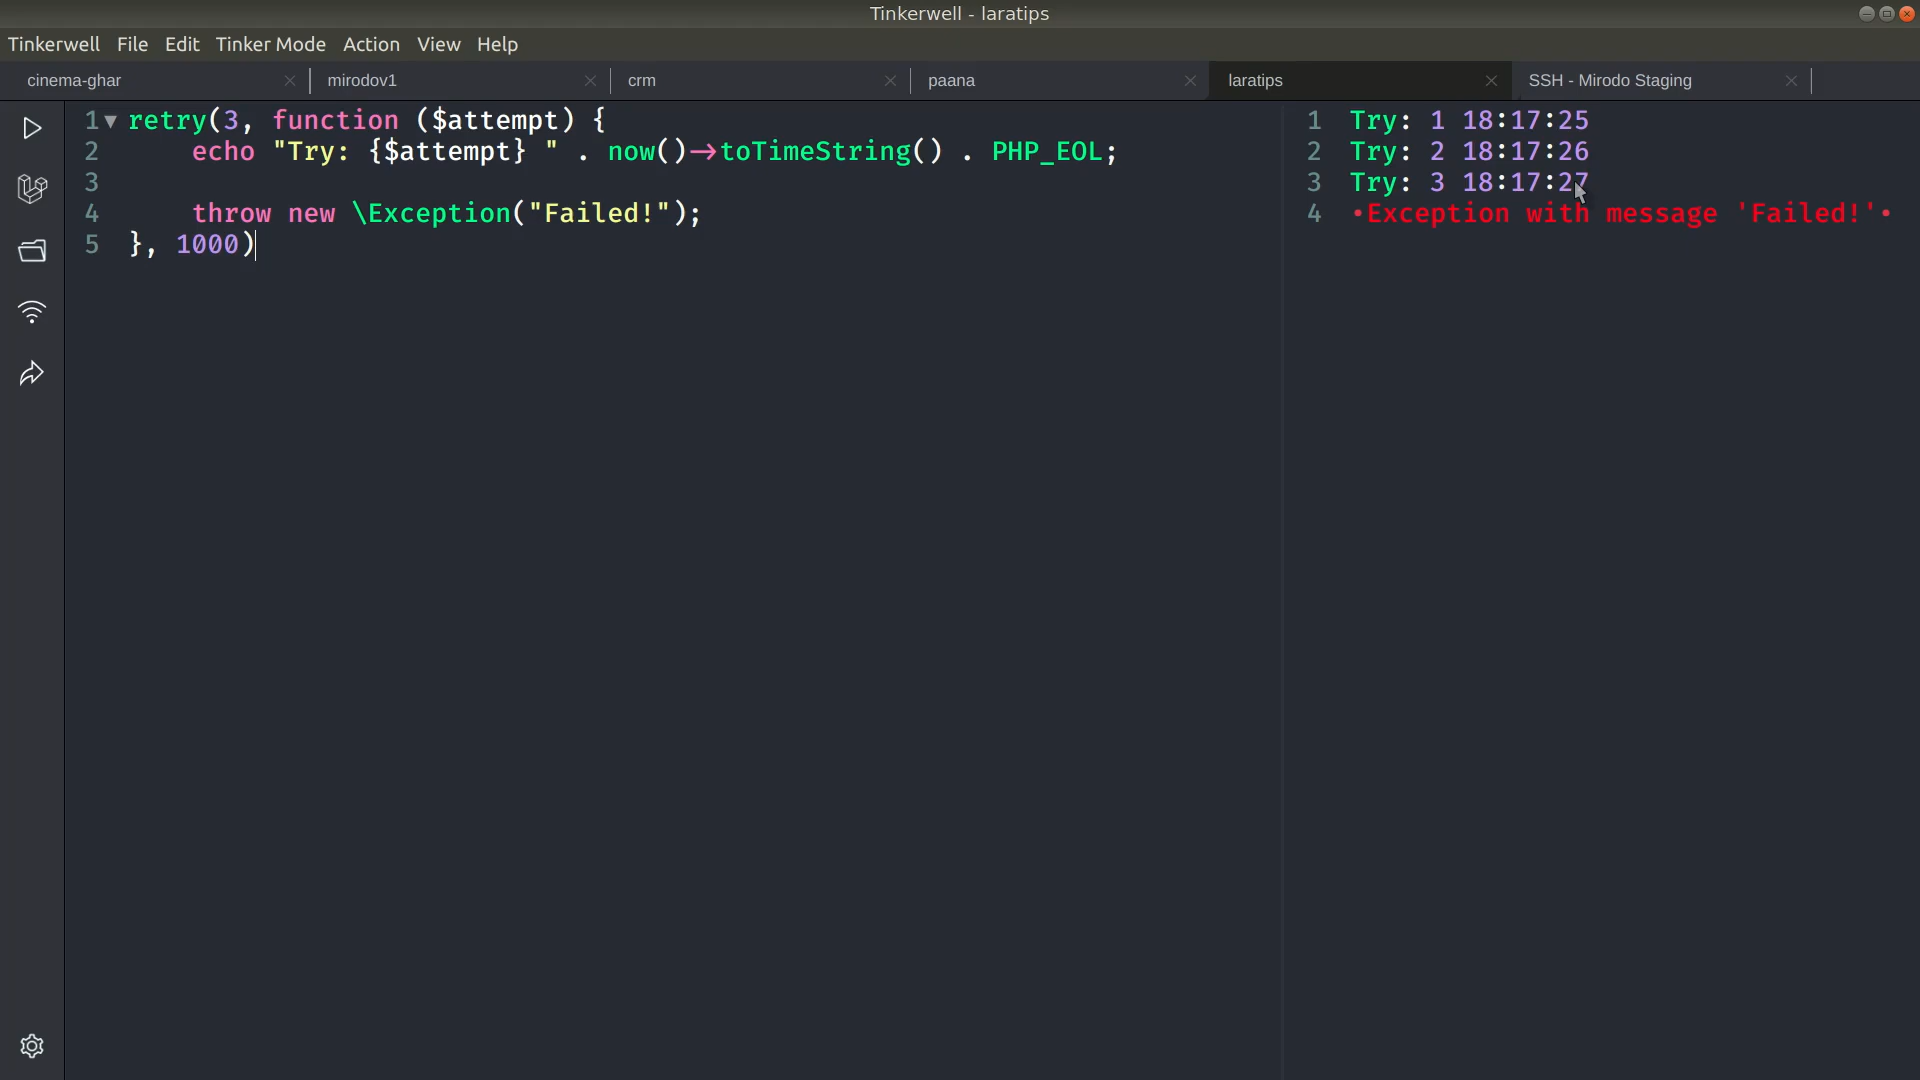 Tinkerwell - laratips
Tinkerwell File Edit Tinker Mode Action View Help
cinema-ghar mirodov1 crm paana laratips SSH - Mirodo Staging
1 retry(3, function ($attempt) {
2 echo "Try: {$attempt} " . now()->toTimeString() . PHP_EOL;
3
4 throw new \Exception("Failed!");
5 }, 1000)
1 Try: 1 18:17:25
2 Try: 2 18:17:26
3 Try: 3 18:17:27
4 •Exception with message 'Failed!'•